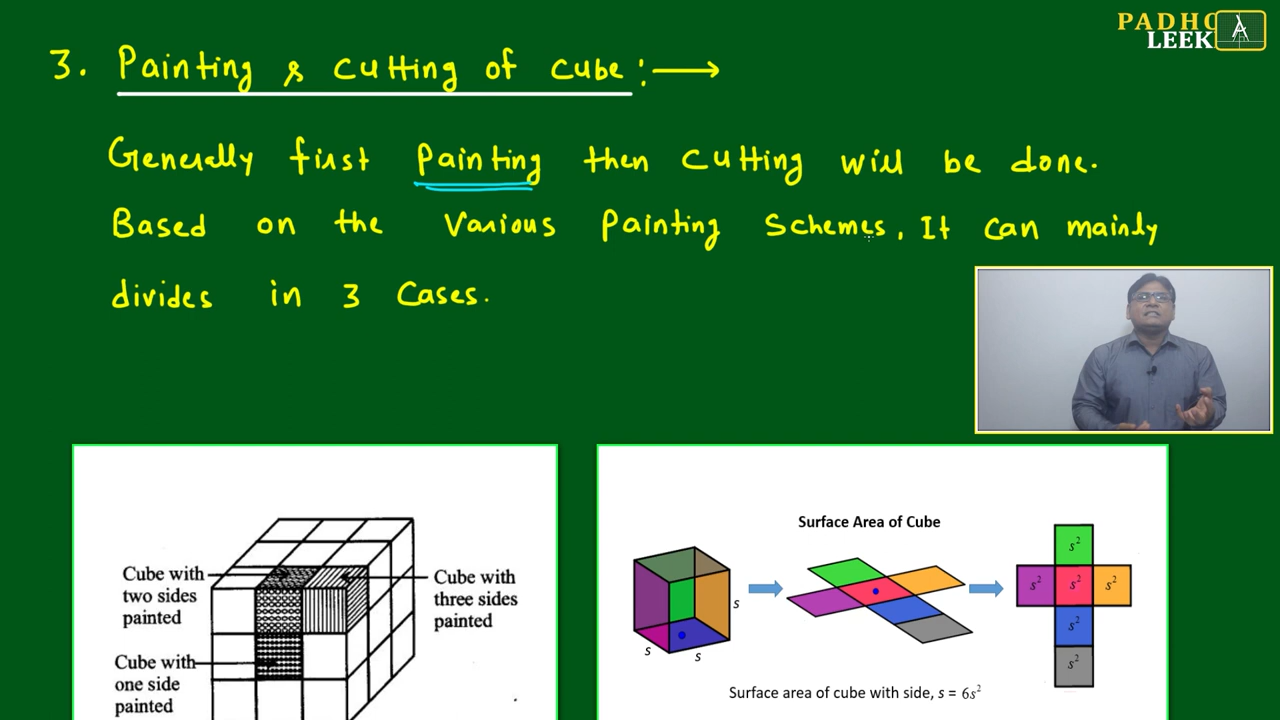 PADHO
LEEK
3. Painting & cutting of cube :→
Generally first Painting then cutting will be done.
Based on the various Painting Schemes, It can mainly
divides in 3 Cases.
Cube with
two sides
painted
Cube with
three sides
painted
Cube with
one side
painted
Surface Area of Cube
s
s
s
s²
s² s² s²
s²
s²
Surface area of cube with side, s = 6s²